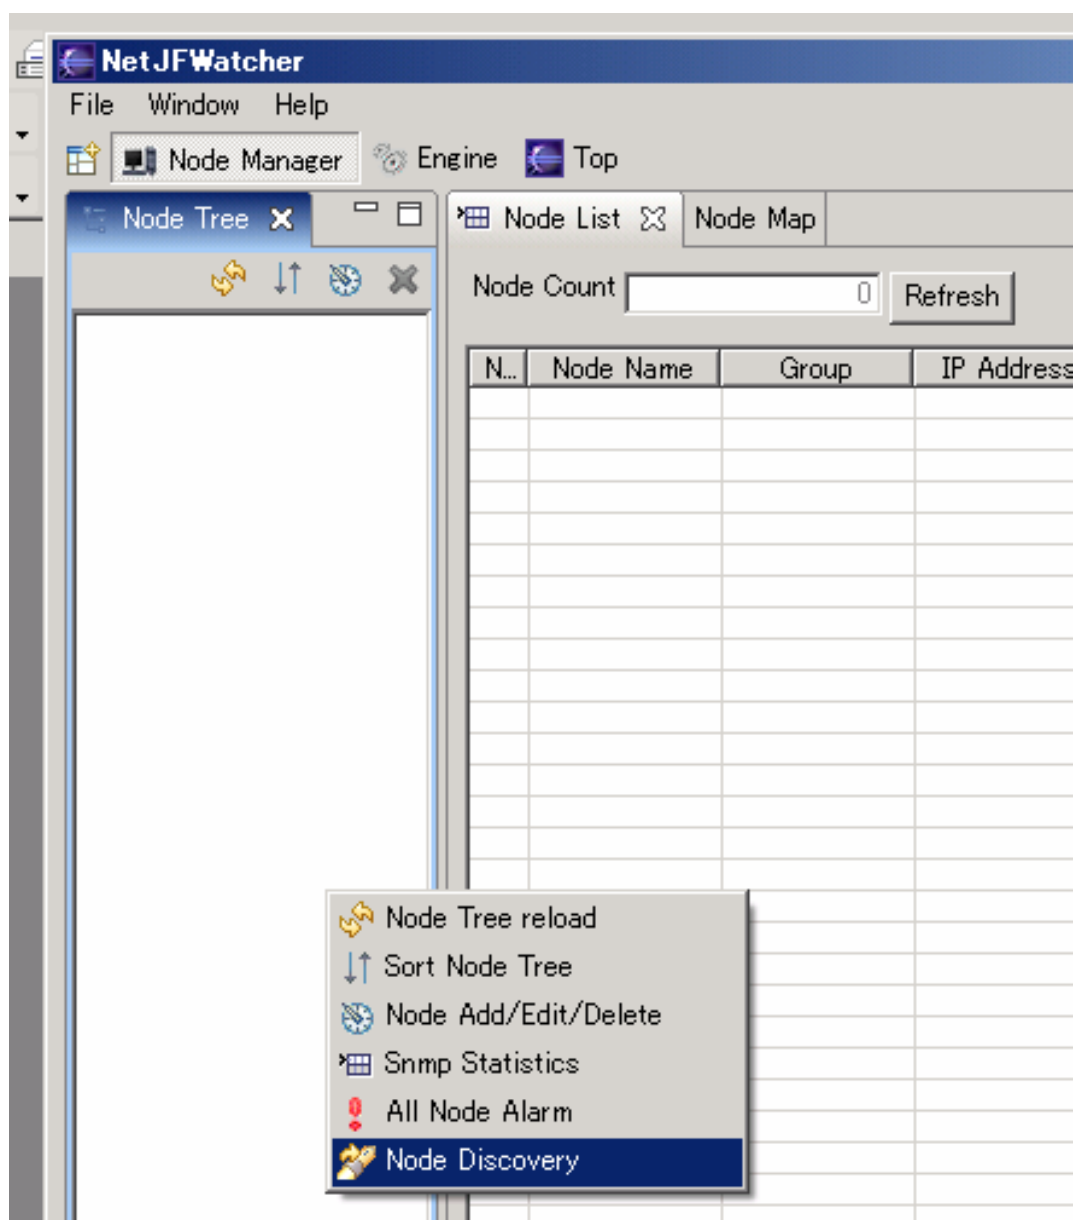 NetJFWatcher
File Window Help
Node Manager Engine Top
Node Tree Node List Node Map
Node Count 0 Refresh
N... Node Name Group IP Address
Node Tree reload
Sort Node Tree
Node Add/Edit/Delete
Snmp Statistics
All Node Alarm
Node Discovery